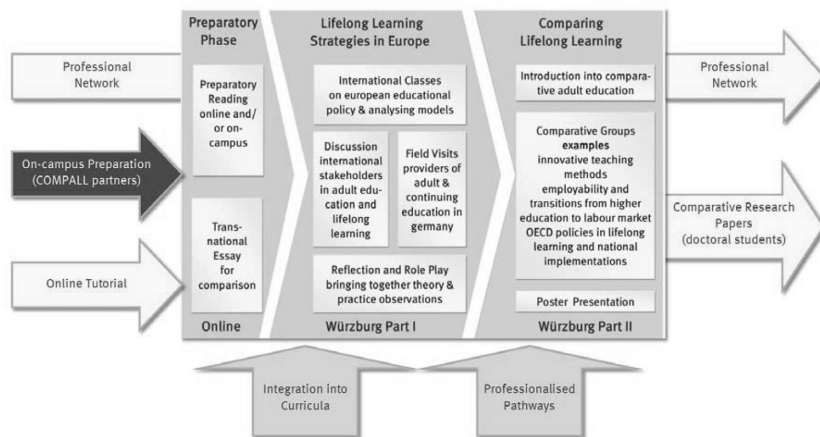 Professional
Network
On-campus Preparation
(COMPALL partners)
Online Tutorial
Preparatory
Phase
Preparatory
Reading
online and/
or on-
campus
Trans-
national
Essay
for
comparison
Online
Lifelong Learning
Strategies in Europe
International Classes
on european educational
policy & analysing models
Discussion
international
stakeholders
in adult edu-
cation and
lifelong
learning
Field Visits
providers of
adult &
continuing
education in
germany
Reflection and Role Play
bringing together theory &
practice observations
Würzburg Part I
Comparing
Lifelong Learning
Introduction into compara-
tive adult education
Comparative Groups
examples
innovative teaching
methods
employability and
transitions from higher
education to labour market
OECD policies in lifelong
learning and national
implementations
Poster Presentation
Würzburg Part II
Professional
Network
Comparative Research
Papers
(doctoral students)
Integration into
Curricula
Professionalised
Pathways